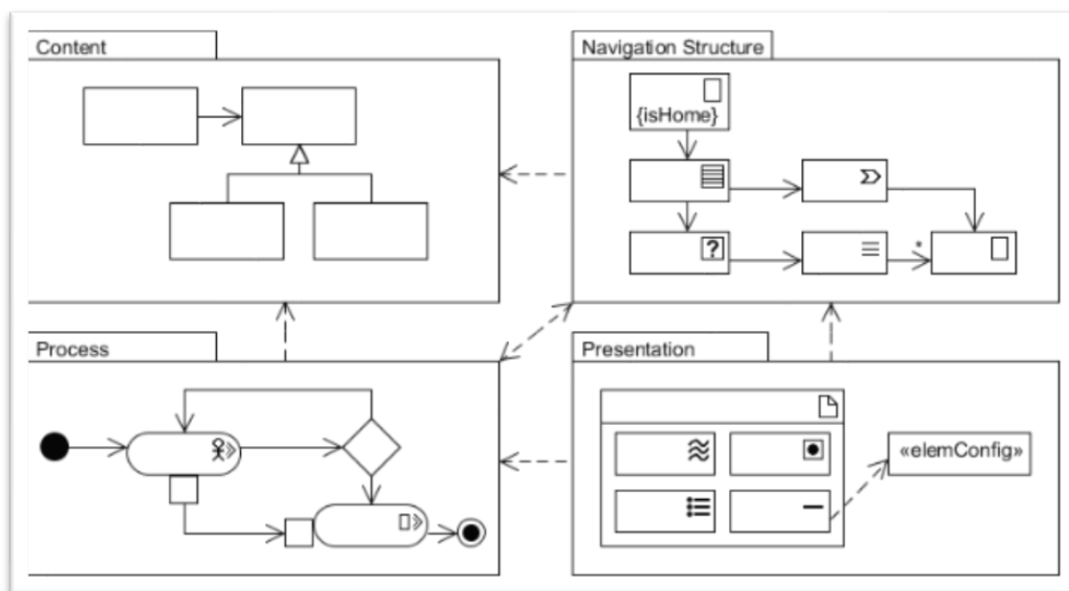 Content
Navigation Structure
{isHome}
?
*
Process
Presentation
«elemConfig»